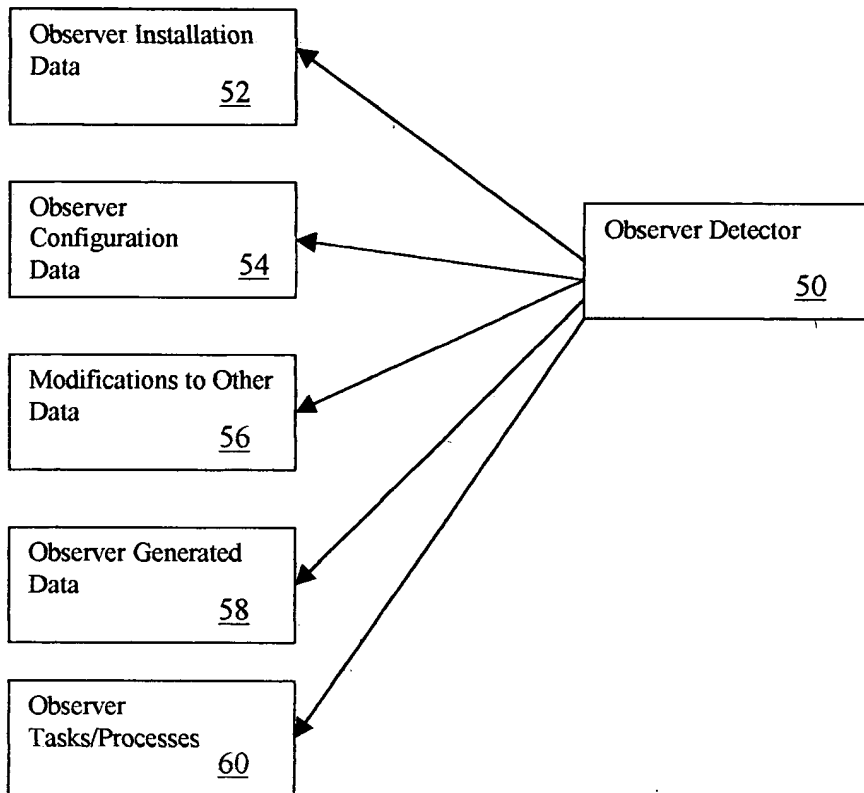 Observer Installation
Data
52
Observer
Configuration
Data
54
Observer Detector
50
Modifications to Other
Data
56
Observer Generated
Data
58
Observer
Tasks/Processes
60